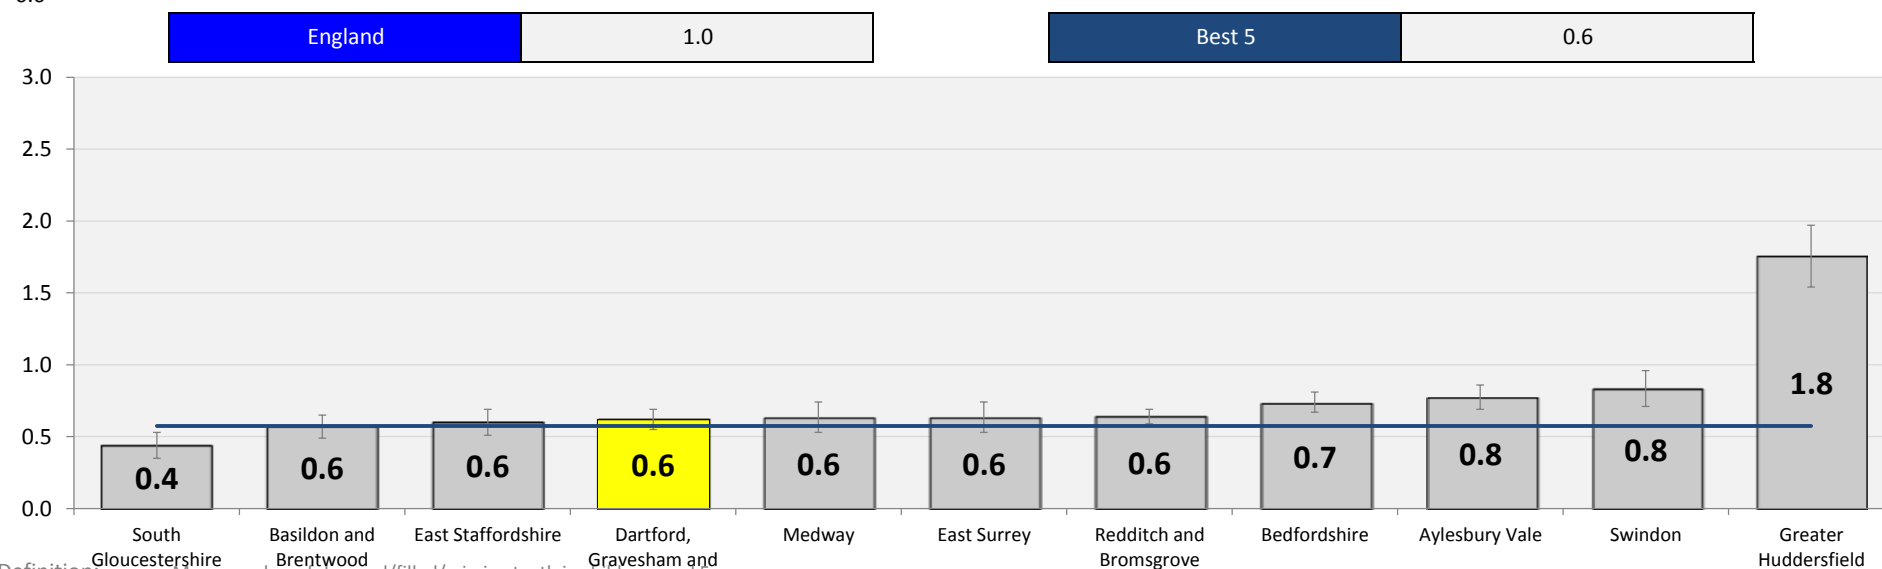 England 1.0 Best 5 0.6
3.0
2.5
2.0
1.5
1.0
0.5
0.0
0.4 0.6 0.6 0.6 0.6 0.6 0.6 0.7 0.8 0.8 1.8
South Gloucestershire
Basildon and Brentwood
East Staffordshire
Dartford, Gravesham and
Medway
East Surrey
Redditch and Bromsgrove
Bedfordshire
Aylesbury Vale
Swindon
Greater Huddersfield